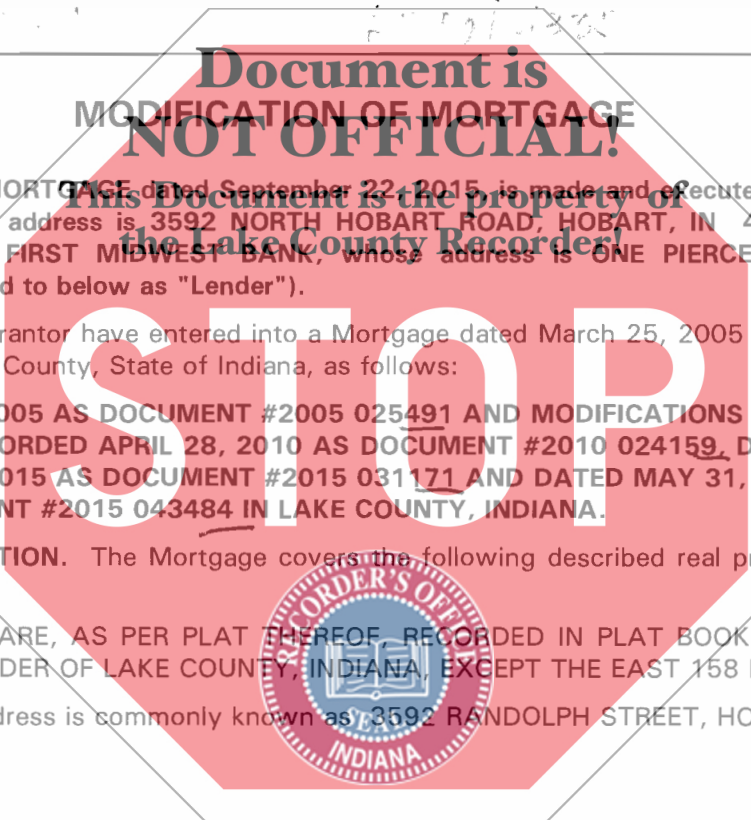 Document is
MODIFICATION OF MORTGAGE
NOT OFFICIAL!
MORTGAGE dated September 22, 2015, is made and execute
This Document is the property of
address is 3592 NORTH HOBART ROAD, HOBART, IN 4
the Lake County Recorder!
FIRST MIDWEST BANK, whose address is ONE PIERCE
d to below as "Lender").
rantor have entered into a Mortgage dated March 25, 2005
County, State of Indiana, as follows:
STOP
005 AS DOCUMENT #2005 025491 AND MODIFICATIONS
ORDED APRIL 28, 2010 AS DOCUMENT #2010 024159, D
015 AS DOCUMENT #2015 031171 AND DATED MAY 31,
NT #2015 043484 IN LAKE COUNTY, INDIANA.
TION. The Mortgage covers the following described real pr
RECORDER'S OFFICE
ARE, AS PER PLAT THEREOF, RECORDED IN PLAT BOOK
DER OF LAKE COUNTY, INDIANA, EXCEPT THE EAST 158
dress is commonly known as 3592 RANDOLPH STREET, HO
SEAL
INDIANA